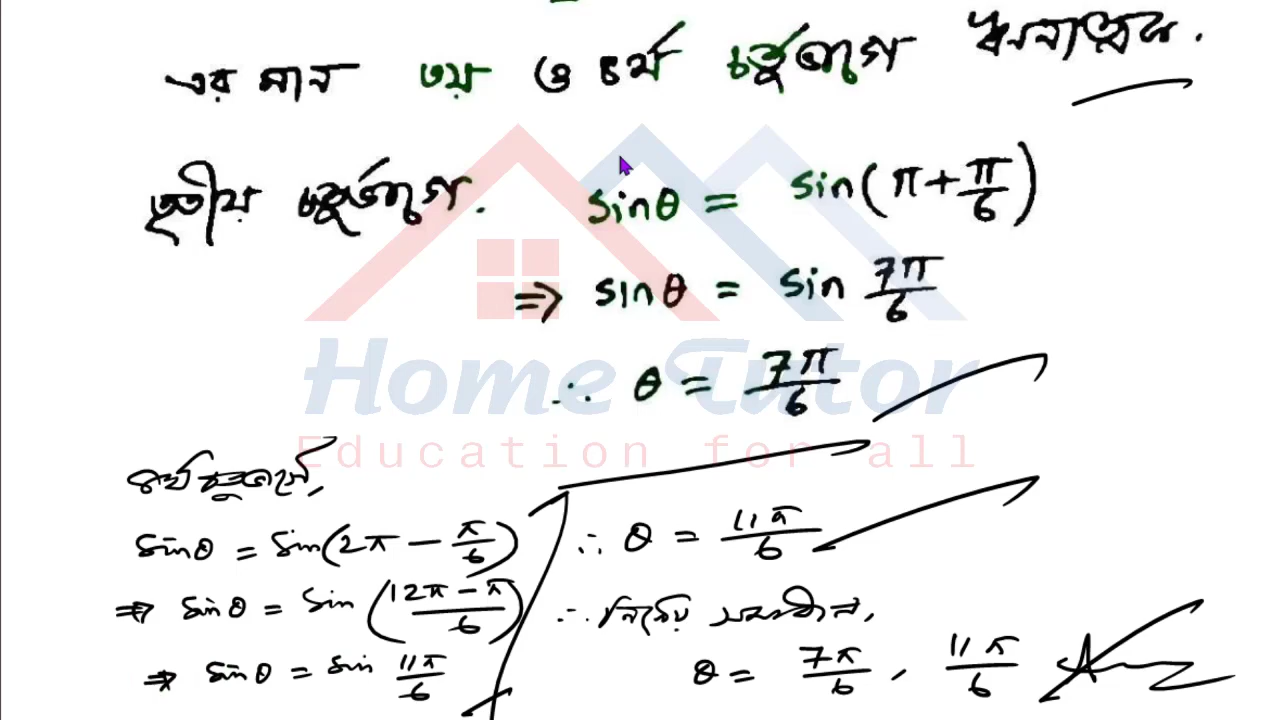 এর মান ৩য় ও ৪র্থ চতুর্ভাগে
তৃতীয় চতুর্ভাগে. sinθ = sin(π + π/6)
⇒ sinθ = sin 7π/6
∴ θ = 7π/6
Home Tutor
Education for all
৪র্থ চতুর্ভাগে,
sinθ = sin(2π − π/6)
⇒ sinθ = sin (12π − π/6)
⇒ sinθ = sin 11π/6
∴ θ = 11π/6
∴ নির্ণেয় সমাধান,
θ = 7π/6 , 11π/6